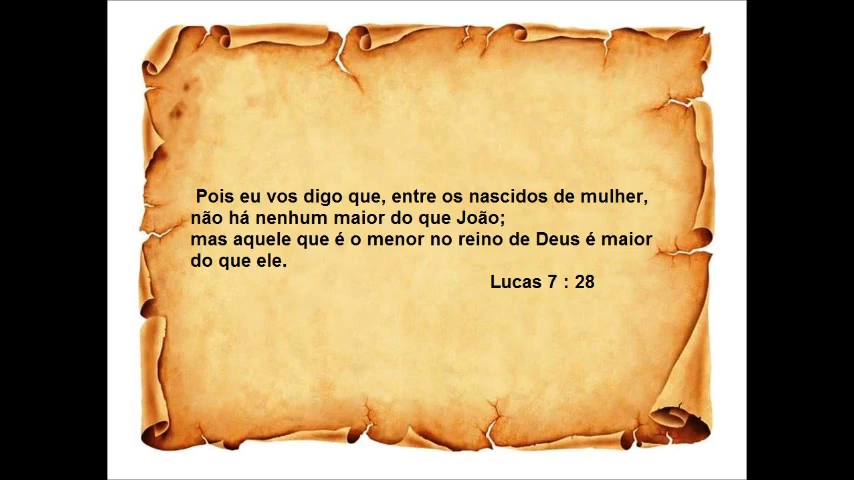 Pois eu vos digo que, entre os nascidos de mulher,
não há nenhum maior do que João;
mas aquele que é o menor no reino de Deus é maior
do que ele.
Lucas 7 : 28